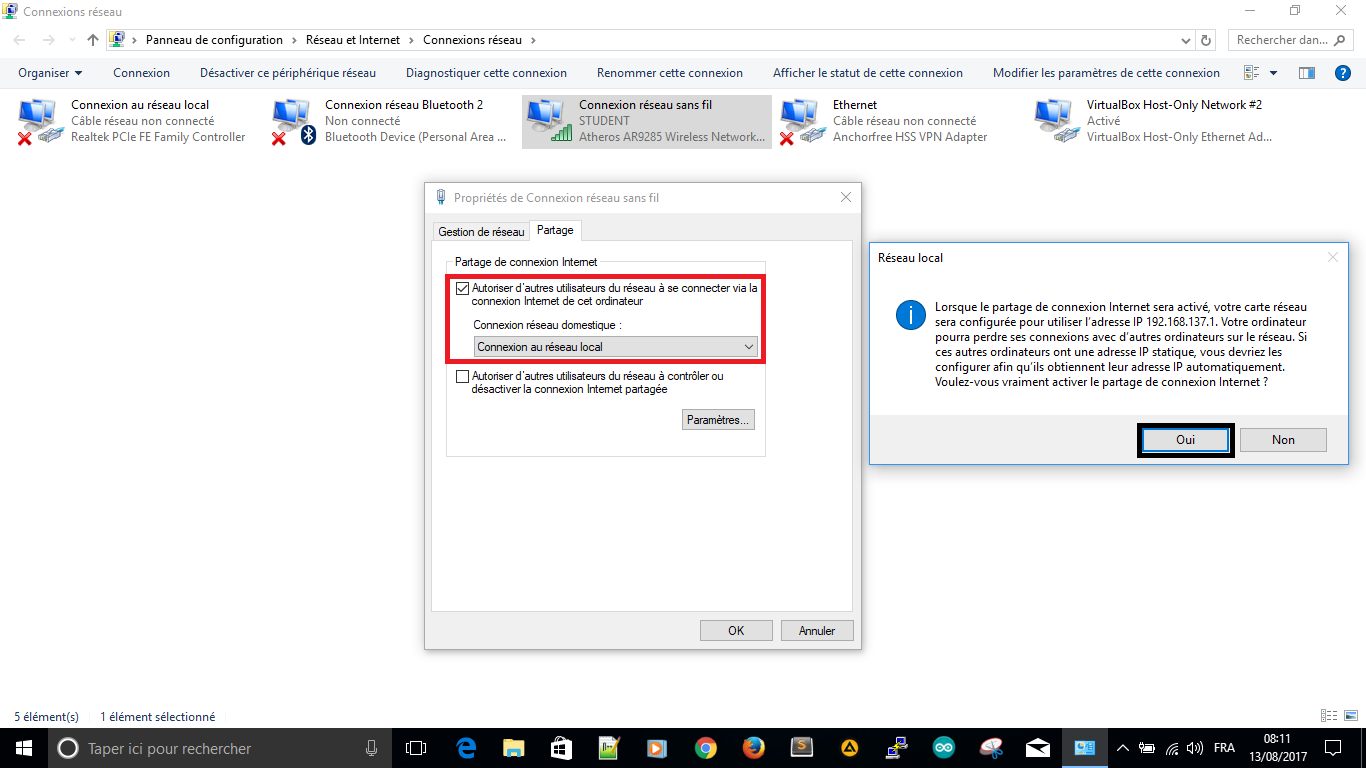 Connexions réseau
Panneau de configuration > Réseau et Internet > Connexions réseau >
Rechercher dan...
Organiser
Connexion
Désactiver ce périphérique réseau
Diagnostiquer cette connexion
Renommer cette connexion
Afficher le statut de cette connexion
Modifier les paramètres de cette connexion
Connexion au réseau local
Câble réseau non connecté
Realtek PCIe FE Family Controller
Connexion réseau Bluetooth 2
Non connecté
Bluetooth Device (Personal Area ...
Connexion réseau sans fil
STUDENT
Atheros AR9285 Wireless Network...
Ethernet
Câble réseau non connecté
Anchorfree HSS VPN Adapter
VirtualBox Host-Only Network #2
Activé
VirtualBox Host-Only Ethernet Ad...
Propriétés de Connexion réseau sans fil
Gestion de réseau
Partage
Partage de connexion Internet
Autoriser d'autres utilisateurs du réseau à se connecter via la
connexion Internet de cet ordinateur
Connexion réseau domestique :
Connexion au réseau local
Autoriser d'autres utilisateurs du réseau à contrôler ou
désactiver la connexion Internet partagée
Paramètres...
OK
Annuler
Réseau local
Lorsque le partage de connexion Internet sera activé, votre carte réseau
sera configurée pour utiliser l'adresse IP 192.168.137.1. Votre ordinateur
pourra perdre ses connexions avec d'autres ordinateurs sur le réseau. Si
ces autres ordinateurs ont une adresse IP statique, vous devriez les
configurer afin qu'ils obtiennent leur adresse IP automatiquement.
Voulez-vous vraiment activer le partage de connexion Internet ?
Oui
Non
5 élément(s)
1 élément sélectionné
Taper ici pour rechercher
FRA
08:11
13/08/2017